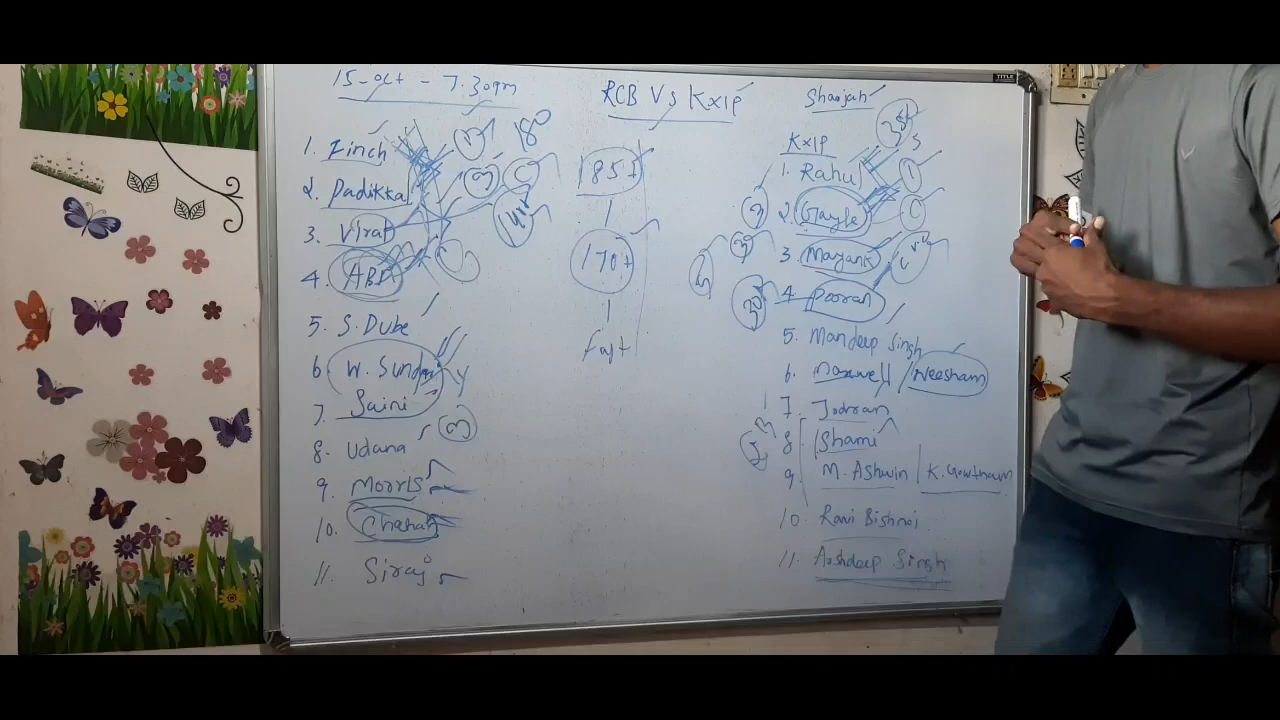 15-oct - 7.30pm
RCB Vs KXIP
Sharjah
180
1. Finch
2. Padikkal
3. Virat
4. ABD
5. S. Dube
6. W. Sundar
7. Saini
8. Udana
9. Morris
10. Chahal
11. Siraj
185+
170+
KXIP
1. Rahul
2. Gayle
3. Mayank
4. Pooran
5. Mandeep Singh
6. Maxwell / Neesham
7. Jordan
8. Shami
9. M. Ashwin | K. Gowtham
10. Ravi Bishnoi
11. Arshdeep Singh
TITLE